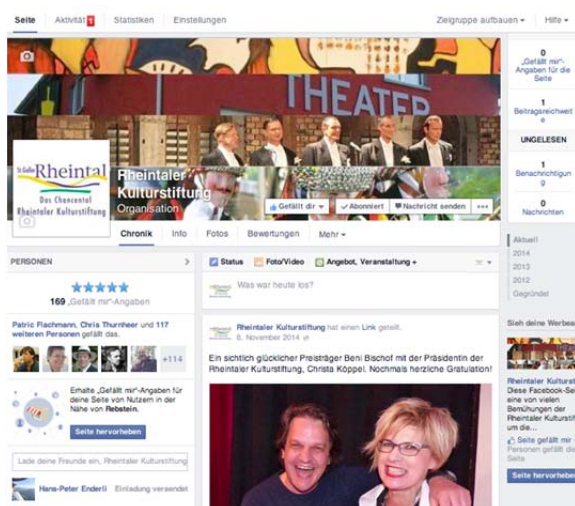 Seite Aktivität 1 Statistiken Einstellungen Zielgruppe aufbauen Hilfe
THEATER
St.Galler Rheintal
Das Chancental
Rheintaler Kulturstiftung
Rheintaler
Kulturstiftung
Organisation
Gefällt dir Abonniert Nachricht senden
Chronik Info Fotos Bewertungen Mehr
PERSONEN
169 „Gefällt mir“-Angaben
Patric Flachmann, Chris Thurnheer und 117
weiteren Personen gefällt das.
+114
Erhalte „Gefällt mir“-Angaben für
deine Seite von Nutzern in der
Nähe von Rebstein.
Seite hervorheben
Lade deine Freunde ein, Rheintaler Kulturstiftung
Hans-Peter Enderli Einladung versendet
Status Foto/Video Angebot, Veranstaltung +
Was war heute los?
Rheintaler Kulturstiftung hat einen Link geteilt.
6. November 2014
Ein sichtlich glücklicher Preisträger Beni Bischof mit der Präsidentin der
Rheintaler Kulturstiftung, Christa Köppel. Nochmals herzliche Gratulation!
0
„Gefällt mir“-
Angaben für die
Seite
1
Beitragsreichweit
e
UNGELESEN
1
Benachrichtigun
g
0
Nachrichten
Aktuell
2014
2013
2012
Gegründet
Sieh deine Werbea
Rheintaler Kulturst
Diese Facebook-Se
eine von vielen
Bemühungen der
Rheintaler Kulturstif
um die...
Seite gefällt mir
Personen gefällt die
Seite
Seite hervorheben